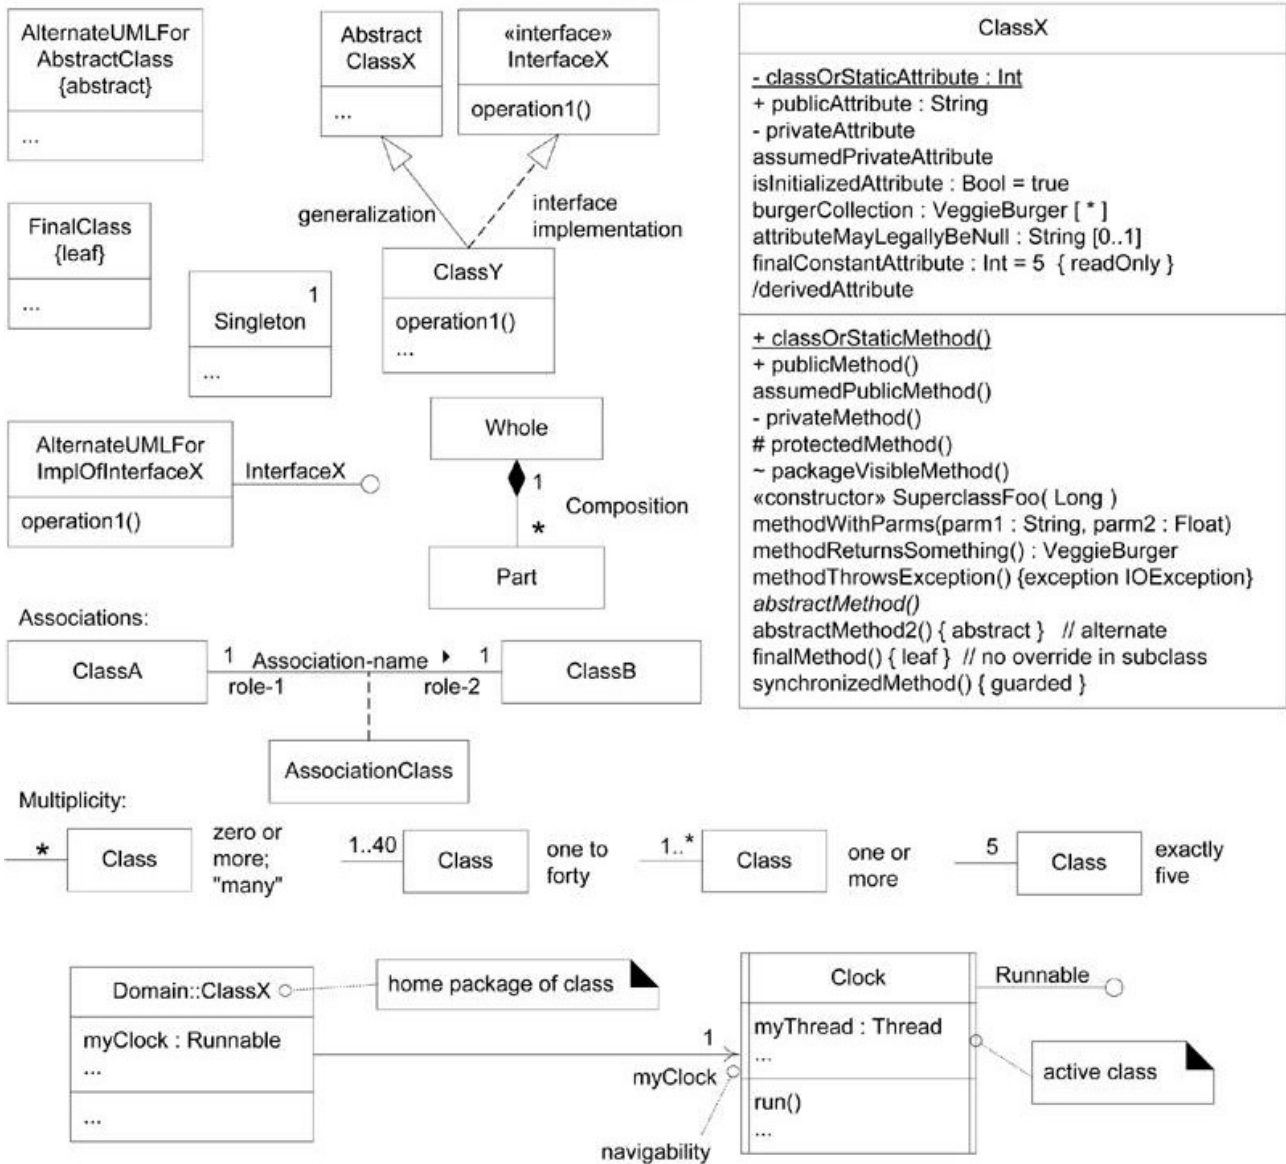 AlternateUMLFor
AbstractClass
{abstract}
...
Abstract
ClassX
...
«interface»
InterfaceX
operation1()
generalization
interface
implementation
FinalClass
{leaf}
...
1
Singleton
...
ClassY
operation1()
...
AlternateUMLFor
ImplOfInterfaceX
operation1()
InterfaceX
Whole
1
Composition
*
Part
ClassX
- classOrStaticAttribute : Int
+ publicAttribute : String
- privateAttribute
assumedPrivateAttribute
isInitializedAttribute : Bool = true
burgerCollection : VeggieBurger [ * ]
attributeMayLegallyBeNull : String [0..1]
finalConstantAttribute : Int = 5 { readOnly }
/derivedAttribute
+ classOrStaticMethod()
+ publicMethod()
assumedPublicMethod()
- privateMethod()
# protectedMethod()
~ packageVisibleMethod()
«constructor» SuperclassFoo( Long )
methodWithParms(parm1 : String, parm2 : Float)
methodReturnsSomething() : VeggieBurger
methodThrowsException() {exception IOException}
abstractMethod()
abstractMethod2() { abstract } // alternate
finalMethod() { leaf } // no override in subclass
synchronizedMethod() { guarded }
Associations:
ClassA
1
Association-name
1
role-1
role-2
ClassB
AssociationClass
Multiplicity:
*
Class
zero or
more;
"many"
1..40
Class
one to
forty
1..*
Class
one or
more
5
Class
exactly
five
Domain::ClassX
myClock : Runnable
...
...
home package of class
1
myClock
navigability
Clock
myThread : Thread
...
run()
...
Runnable
active class